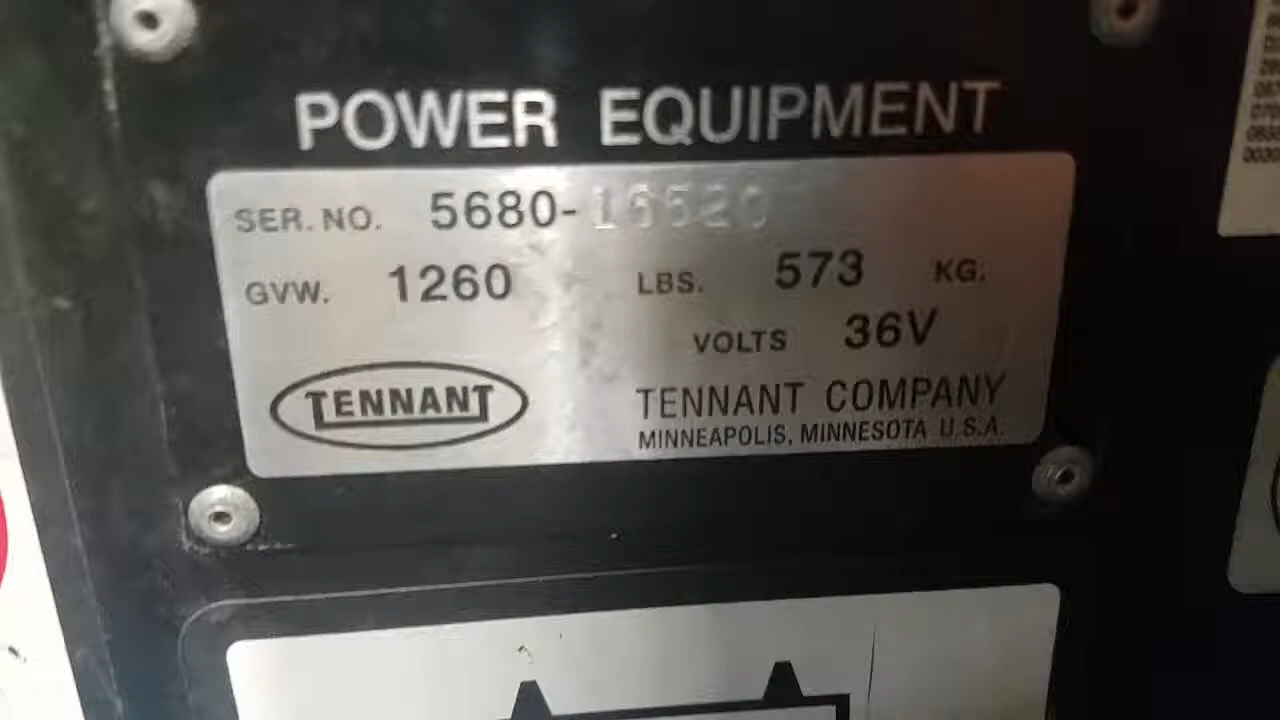 POWER EQUIPMENT
SER. NO. 5680-
GVW. 1260 LBS. 573 KG.
VOLTS 36V
TENNANT
TENNANT COMPANY
MINNEAPOLIS, MINNESOTA U.S.A.